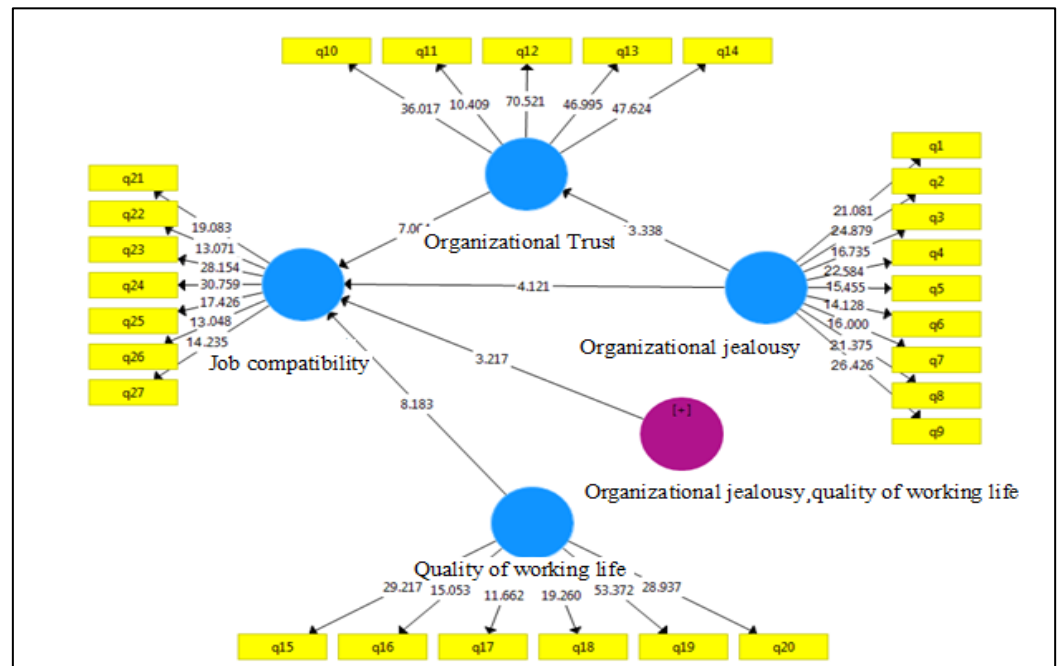 q10
q11
q12
q13
q14
36.017
10.409
70.521
46.995
47.624
q1
q2
q3
q4
q5
q6
q7
q8
q9
21.081
24.879
16.735
22.584
15.455
14.128
16.000
21.375
26.426
q21
q22
q23
q24
q25
q26
q27
19.083
13.071
28.154
30.759
17.426
13.048
14.235
Organizational Trust
3.338
4.121
Organizational jealousy
Job compatibility
3.217
8.183
[+]
Organizational jealousy,quality of working life
Quality of working life
29.217
15.053
11.662
19.260
53.372
28.937
q15
q16
q17
q18
q19
q20